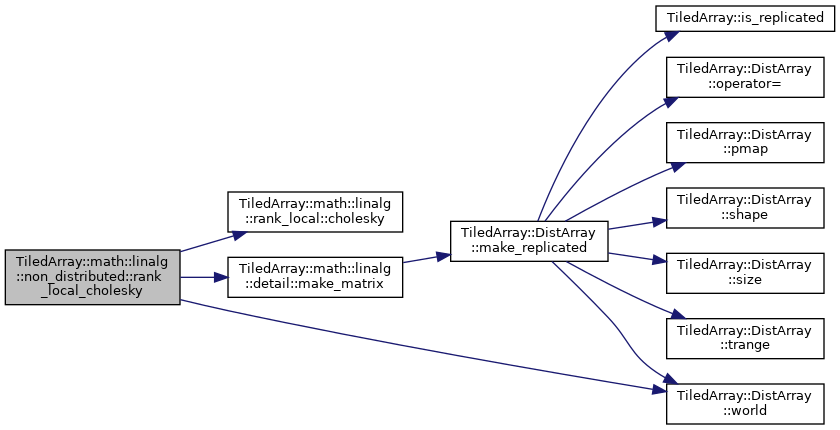 TiledArray::math::linalg
::non_distributed::rank
_local_cholesky
TiledArray::math::linalg
::rank_local::cholesky
TiledArray::math::linalg
::detail::make_matrix
TiledArray::DistArray
::make_replicated
TiledArray::is_replicated
TiledArray::DistArray
::operator=
TiledArray::DistArray
::pmap
TiledArray::DistArray
::shape
TiledArray::DistArray
::size
TiledArray::DistArray
::trange
TiledArray::DistArray
::world